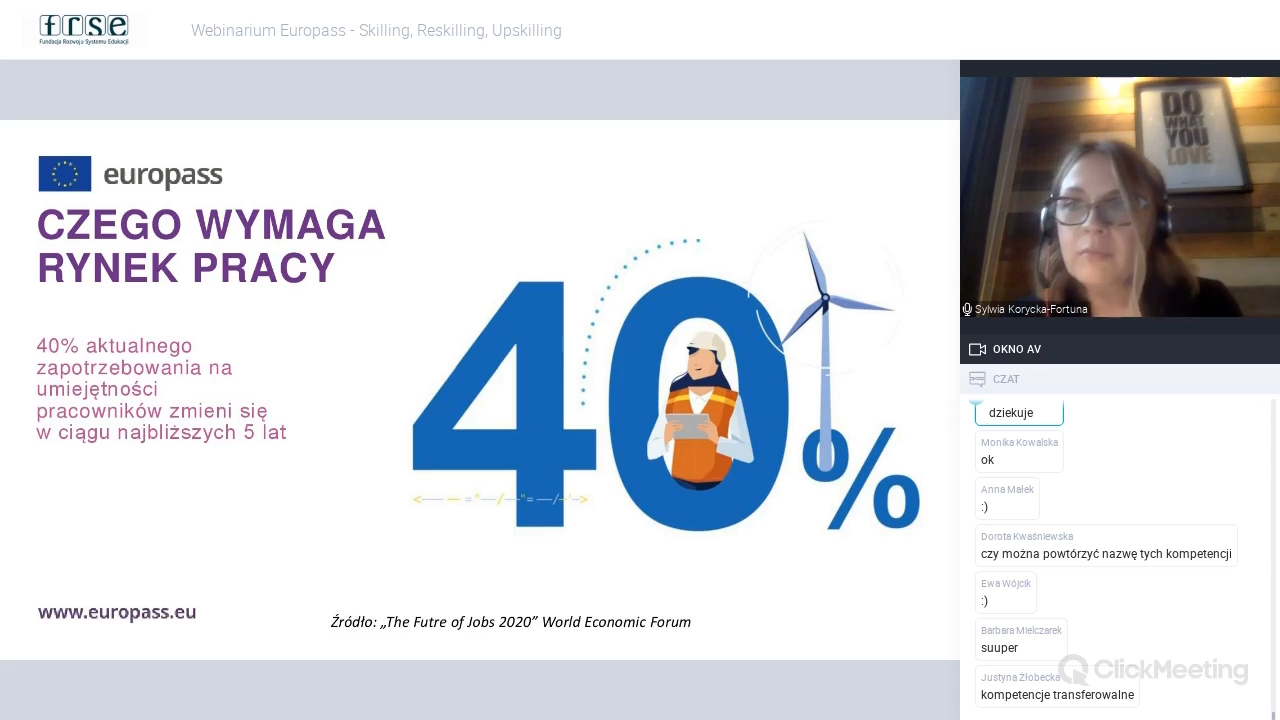 frse
Fundacja Rozwoju Systemu Edukacji
Webinarium Europass - Skilling, Reskilling, Upskilling
europass
CZEGO WYMAGA
RYNEK PRACY
40% aktualnego
zapotrzebowania na
umiejętności
pracowników zmieni się
w ciągu najbliższych 5 lat
40%
www.europass.eu
Źródło: „The Futre of Jobs 2020” World Economic Forum
DO
WHAT
YOU
LOVE
Sylwia Korycka-Fortuna
OKNO AV
CZAT
dziekuje
Monika Kowalska
ok
Anna Małek
:)
Dorota Kwaśniewska
czy można powtórzyć nazwę tych kompetencji
Ewa Wójcik
:)
Barbara Mielczarek
suuper
Justyna Żłobecka
kompetencje transferowalne
ClickMeeting